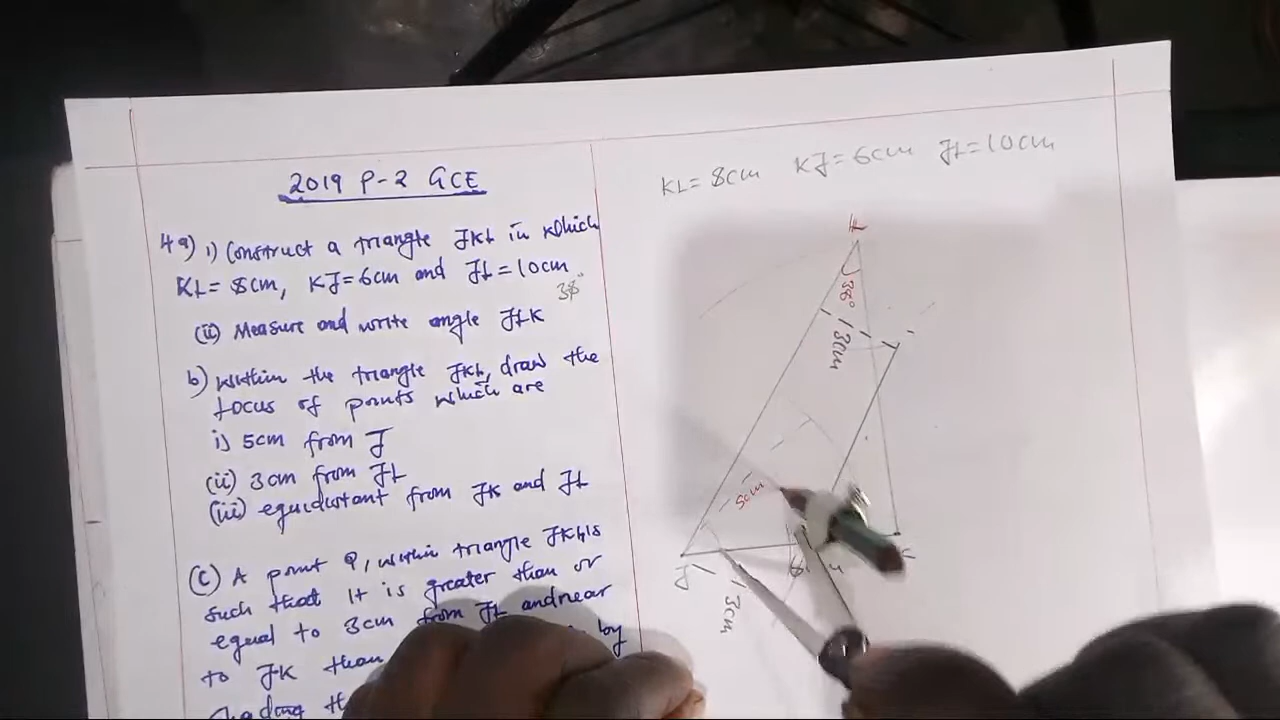 2019 P-2 GCE
4a) i) Construct a triangle JKL in which
KL= 8cm, KJ=6cm and JL=10cm
38°
(ii) Measure and write angle JLK
b) Within the triangle JKL, draw the
locus of points which are
i) 5cm from J
(ii) 3cm from JL
(iii) equidistant from JK and JL
(c) A point Q, within triangle JKL, is
such that it is greater than or
equal to 3cm from JL and near
to JK than by
KL=8cm KJ=6cm JL=10cm
L
38°
3cm
5cm
J
3cm